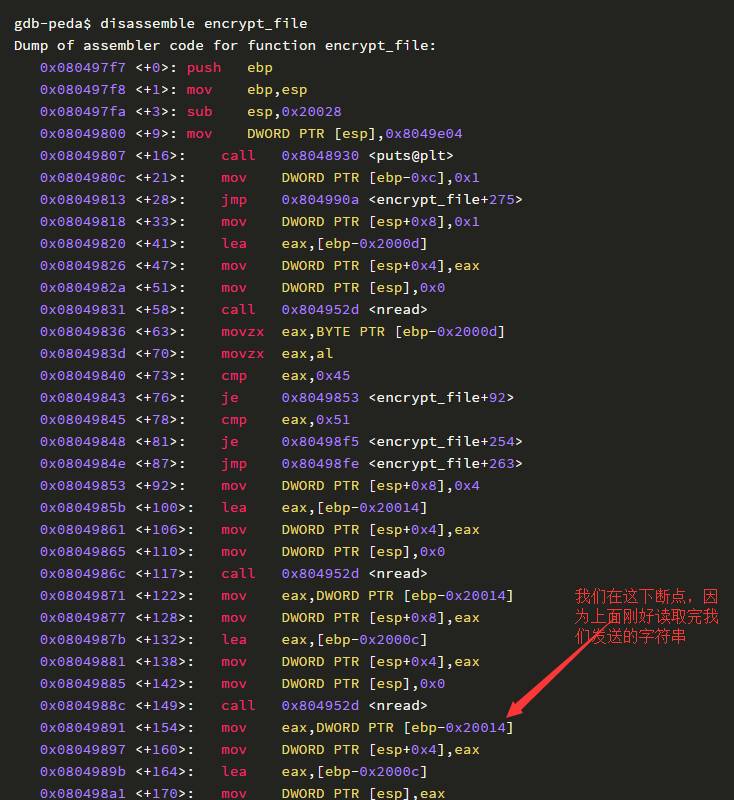 gdb-peda$ disassemble encrypt_file
Dump of assembler code for function encrypt_file:
0x080497f7 <+0>: push ebp
0x080497f8 <+1>: mov ebp,esp
0x080497fa <+3>: sub esp,0x20028
0x08049800 <+9>: mov DWORD PTR [esp],0x8049e04
0x08049807 <+16>: call 0x8048930 <puts@plt>
0x0804980c <+21>: mov DWORD PTR [ebp-0xc],0x1
0x08049813 <+28>: jmp 0x804990a <encrypt_file+275>
0x08049818 <+33>: mov DWORD PTR [esp+0x8],0x1
0x08049820 <+41>: lea eax,[ebp-0x2000d]
0x08049826 <+47>: mov DWORD PTR [esp+0x4],eax
0x0804982a <+51>: mov DWORD PTR [esp],0x0
0x08049831 <+58>: call 0x804952d <nread>
0x08049836 <+63>: movzx eax,BYTE PTR [ebp-0x2000d]
0x0804983d <+70>: movzx eax,al
0x08049840 <+73>: cmp eax,0x45
0x08049843 <+76>: je 0x8049853 <encrypt_file+92>
0x08049845 <+78>: cmp eax,0x51
0x08049848 <+81>: je 0x80498f5 <encrypt_file+254>
0x0804984e <+87>: jmp 0x80498fe <encrypt_file+263>
0x08049853 <+92>: mov DWORD PTR [esp+0x8],0x4
0x0804985b <+100>: lea eax,[ebp-0x20014]
0x08049861 <+106>: mov DWORD PTR [esp+0x4],eax
0x08049865 <+110>: mov DWORD PTR [esp],0x0
0x0804986c <+117>: call 0x804952d <nread>
0x08049871 <+122>: mov eax,DWORD PTR [ebp-0x20014]
0x08049877 <+128>: mov DWORD PTR [esp+0x8],eax
0x0804987b <+132>: lea eax,[ebp-0x2000c]
0x08049881 <+138>: mov DWORD PTR [esp+0x4],eax
0x08049885 <+142>: mov DWORD PTR [esp],0x0
0x0804988c <+149>: call 0x804952d <nread>
0x08049891 <+154>: mov eax,DWORD PTR [ebp-0x20014]
0x08049897 <+160>: mov DWORD PTR [esp+0x4],eax
0x0804989b <+164>: lea eax,[ebp-0x2000c]
0x080498a1 <+170>: mov DWORD PTR [esp],eax
我们在这下断点，因
为上面刚好读取完我
们发送的字符串